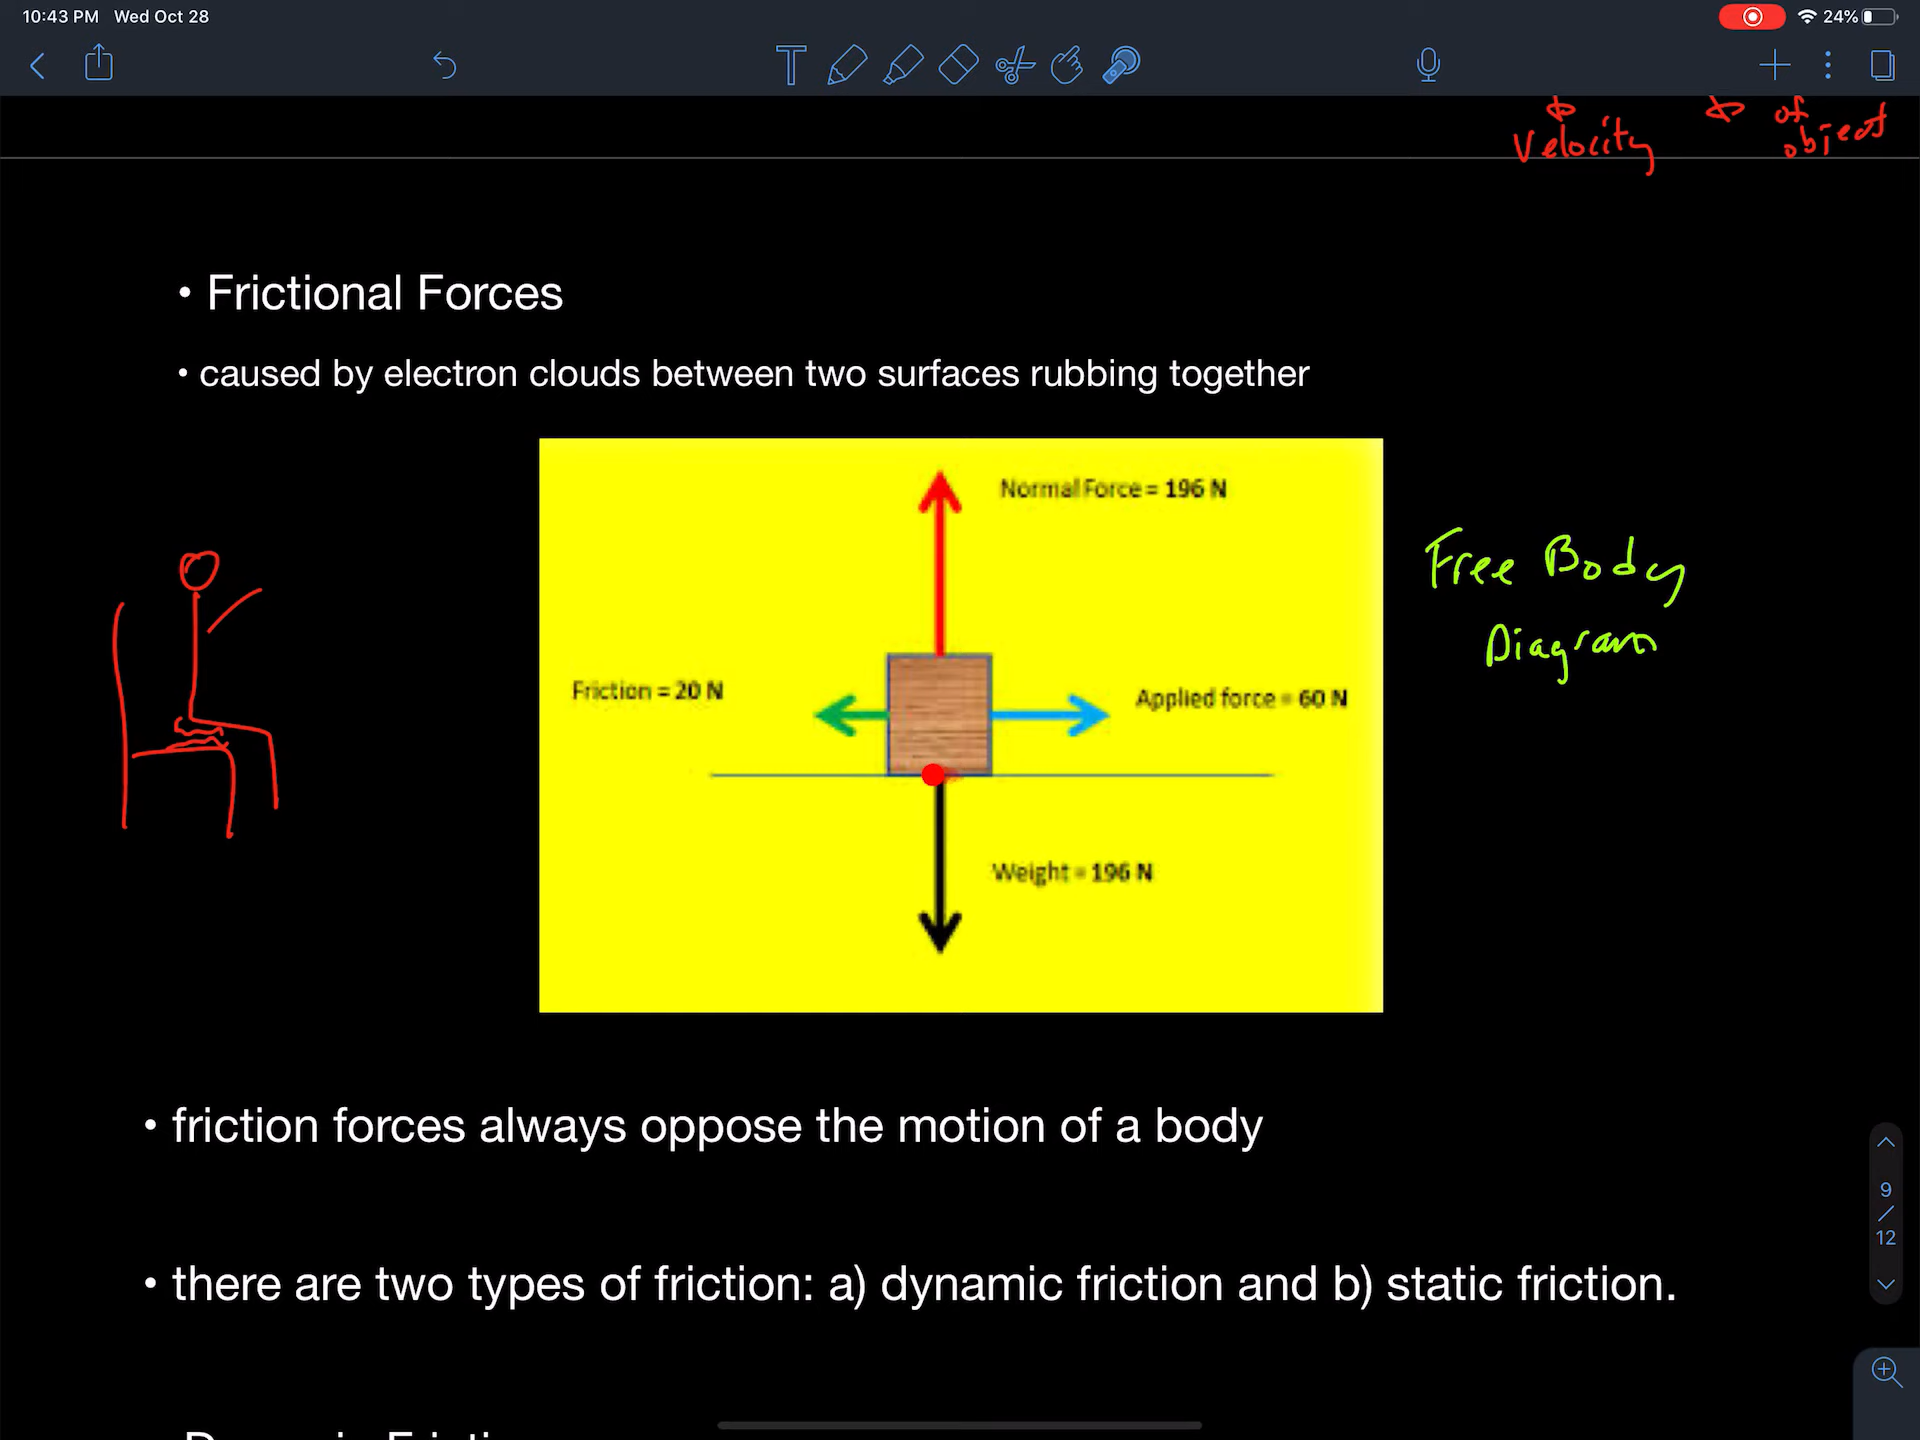 10:43 PM Wed Oct 28
24%
of
Velocity
object
• Frictional Forces
• caused by electron clouds between two surfaces rubbing together
Normal Force = 196 N
Free Body
Diagram
Friction = 20 N
Applied force = 60 N
Weight = 196 N
• friction forces always oppose the motion of a body
9
/
12
• there are two types of friction: a) dynamic friction and b) static friction.